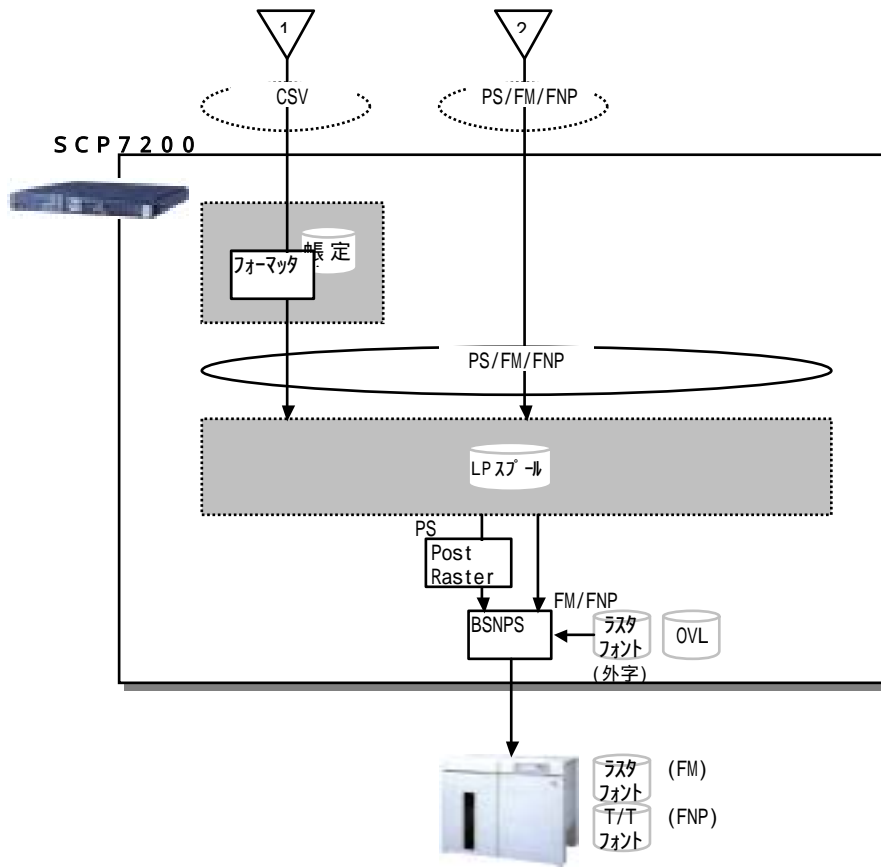 1
2
CSV
PS/FM/FNP
SCP7200
帳定
フォーマッタ
PS/FM/FNP
LPスプール
PS
Post
Raster
FM/FNP
BSNPS
ラスタ
フォント
(外字)
OVL
ラスタ
フォント
(FM)
T/T
フォント
(FNP)